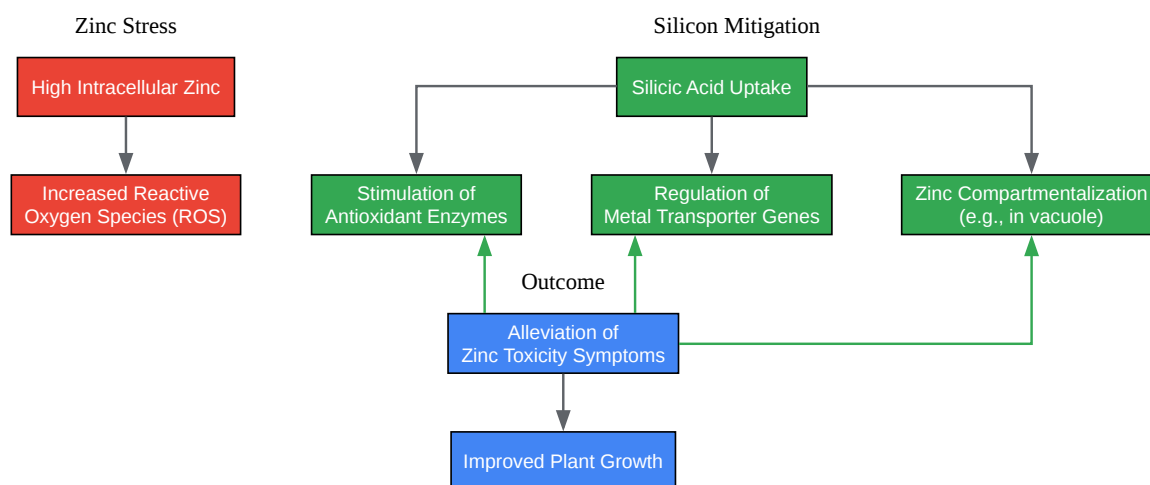 Zinc Stress
Silicon Mitigation
High Intracellular Zinc
Silicic Acid Uptake
Increased Reactive
Oxygen Species (ROS)
Stimulation of
Antioxidant Enzymes
Regulation of
Metal Transporter Genes
Zinc Compartmentalization
(e.g., in vacuole)
Outcome
Alleviation of
Zinc Toxicity Symptoms
Improved Plant Growth